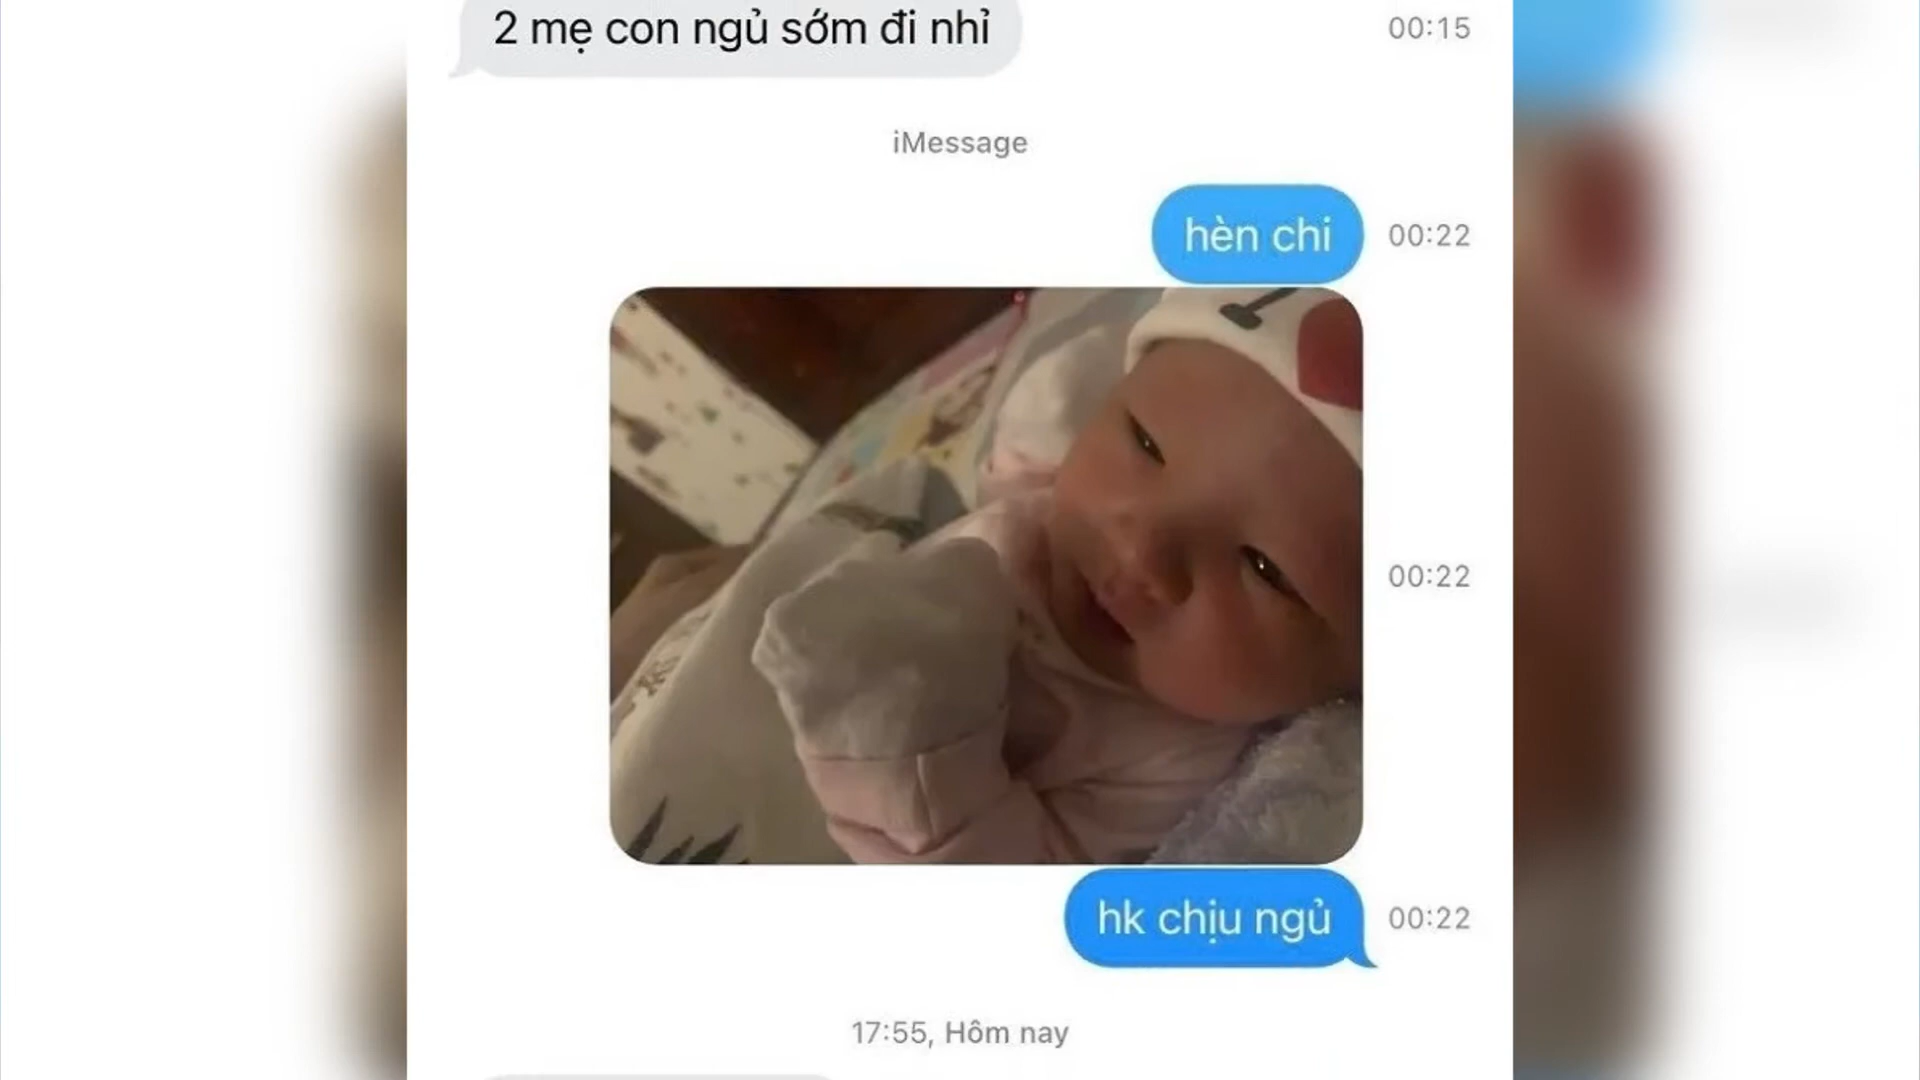 2 mẹ con ngủ sớm đi nhỉ
00:15
iMessage
hèn chi
00:22
00:22
hk chịu ngủ
00:22
17:55, Hôm nay